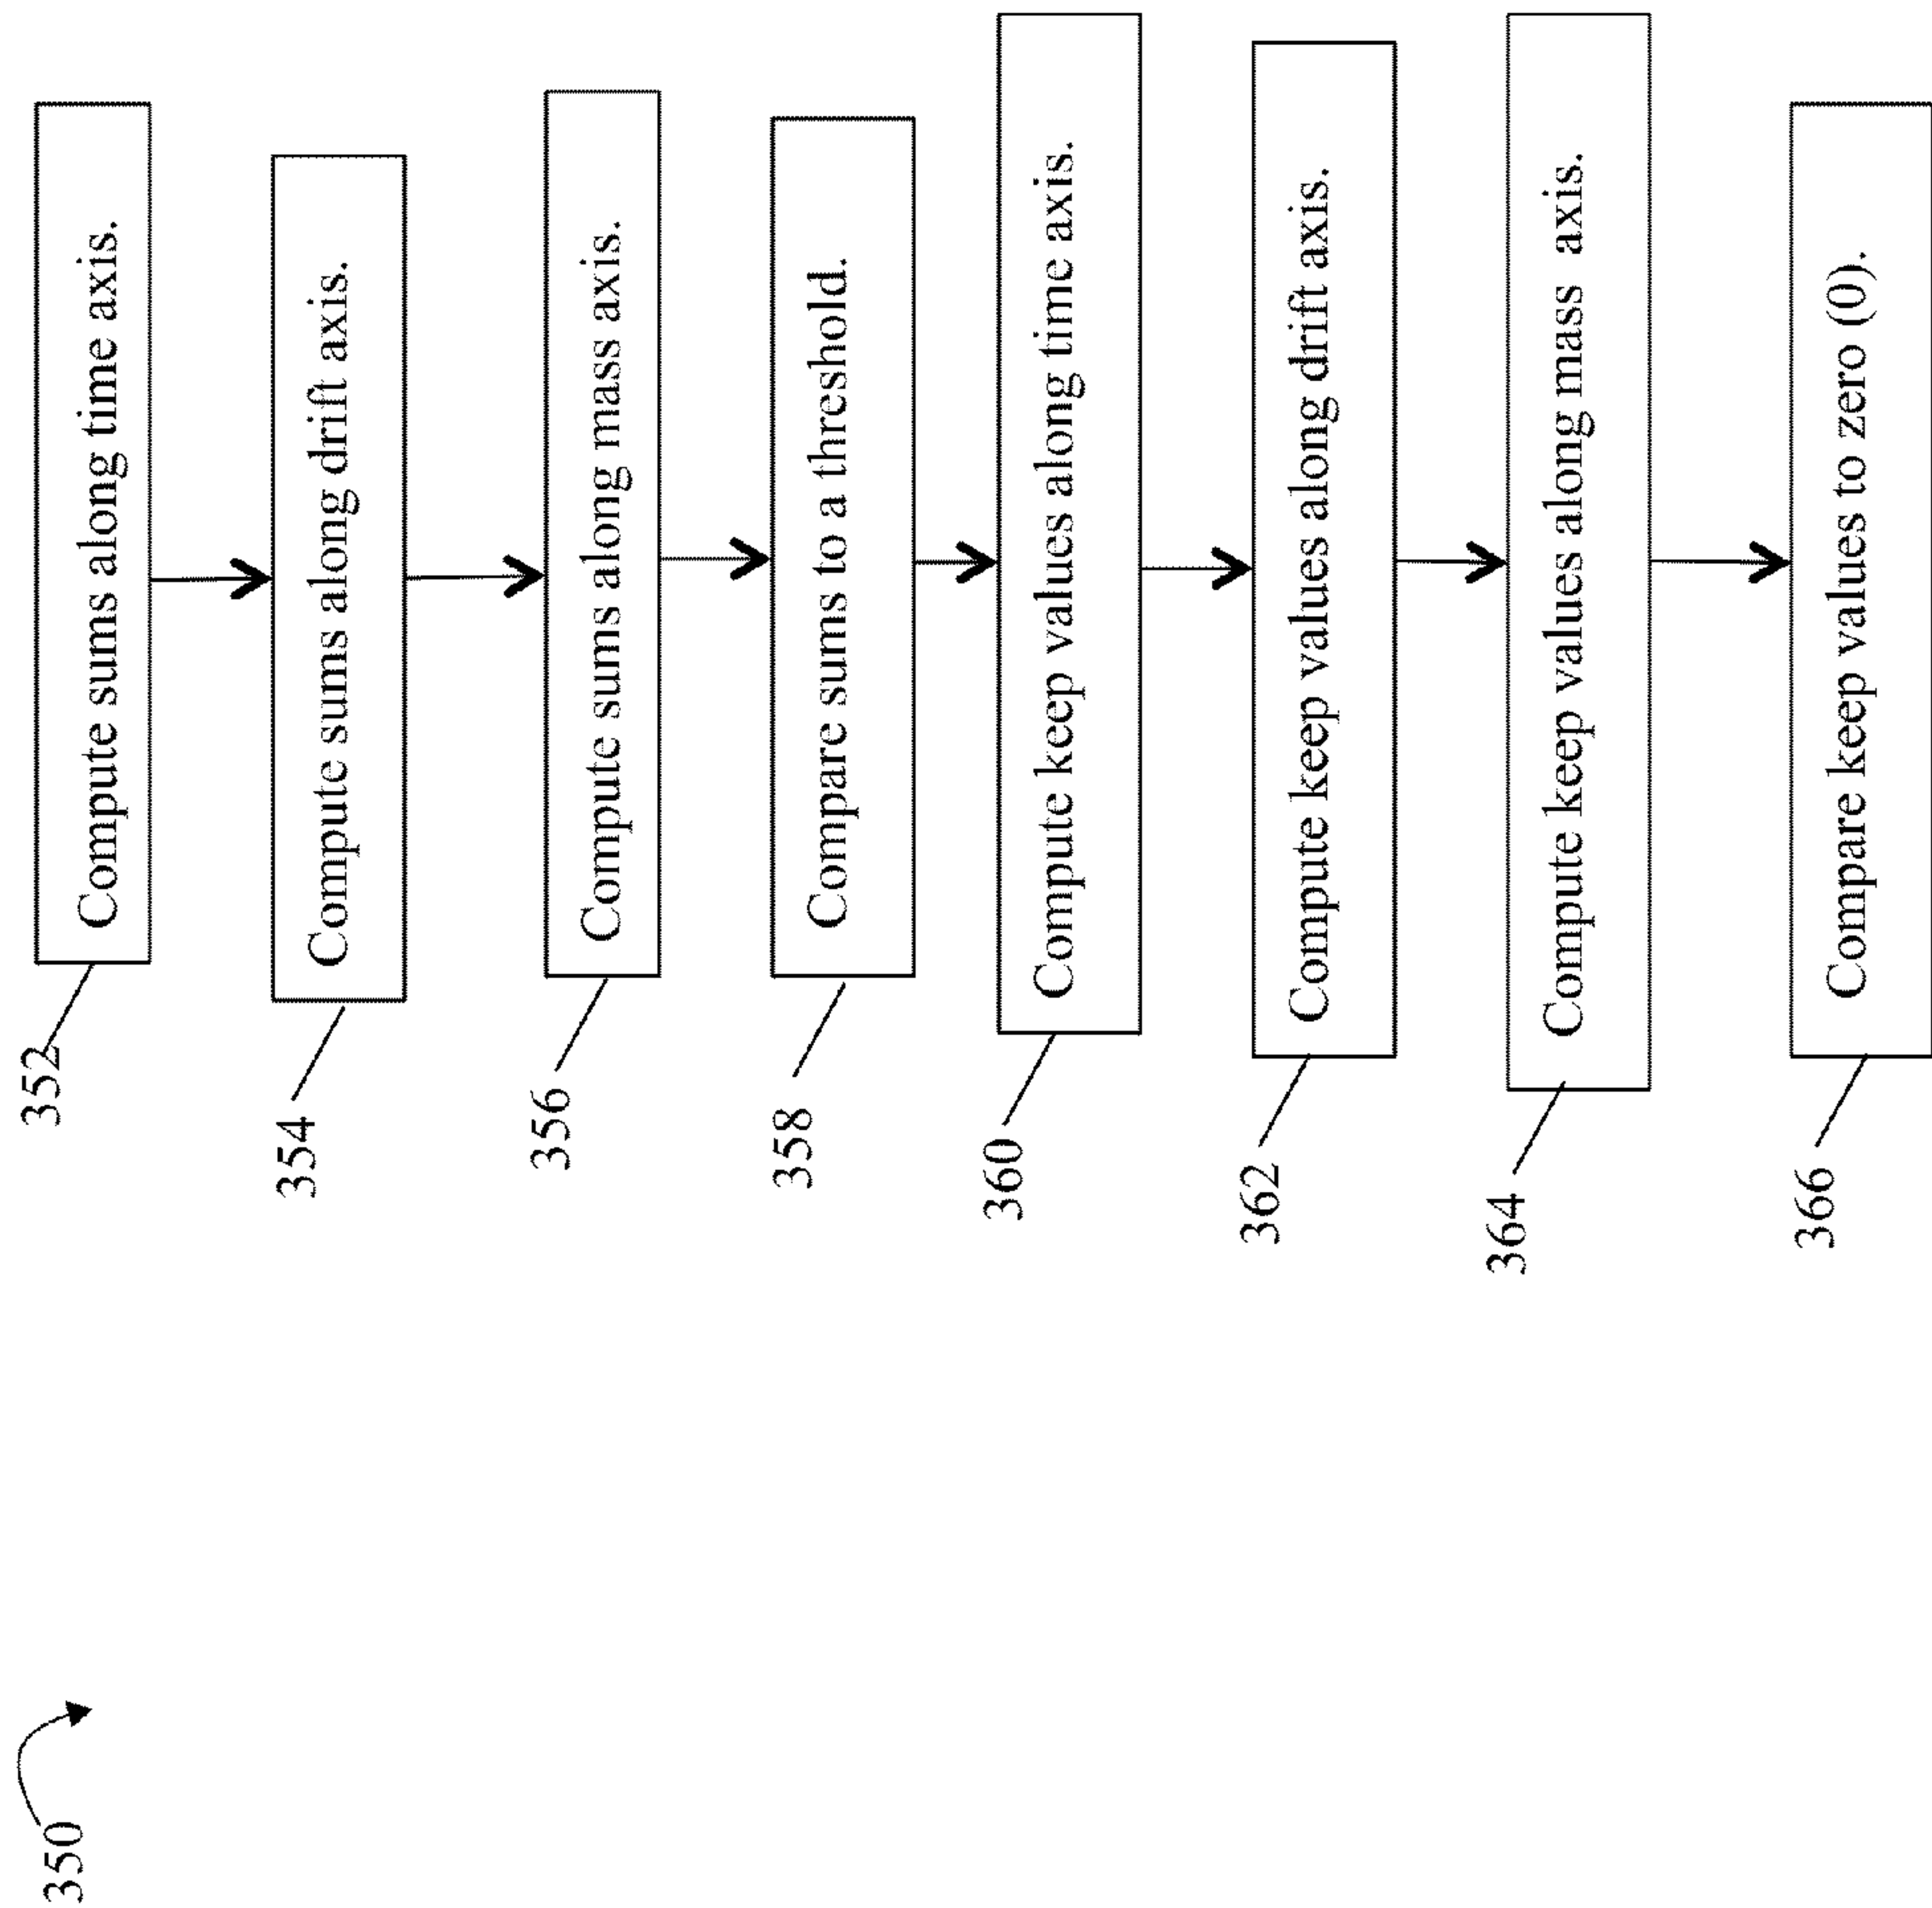 350
352
Compute sums along time axis.
354
Compute sums along drift axis.
356
Compute sums along mass axis.
358
Compare sums to a threshold.
360
Compute keep values along time axis.
362
Compute keep values along drift axis.
364
Compute keep values along mass axis.
366
Compare keep values to zero (0).